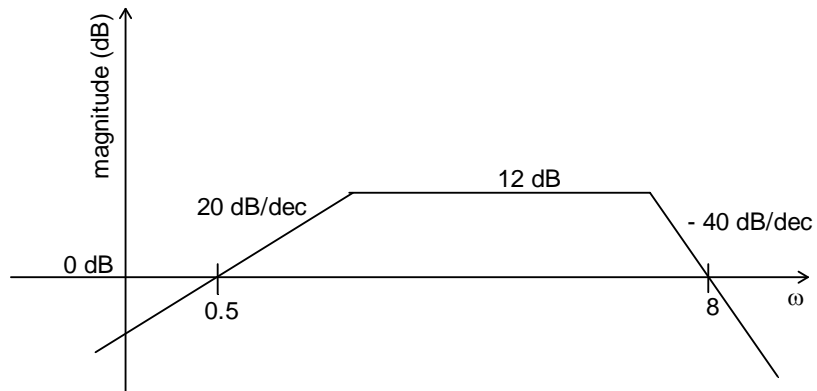 magnitude (dB)
12 dB
20 dB/dec
- 40 dB/dec
0 dB
0.5
8
ω